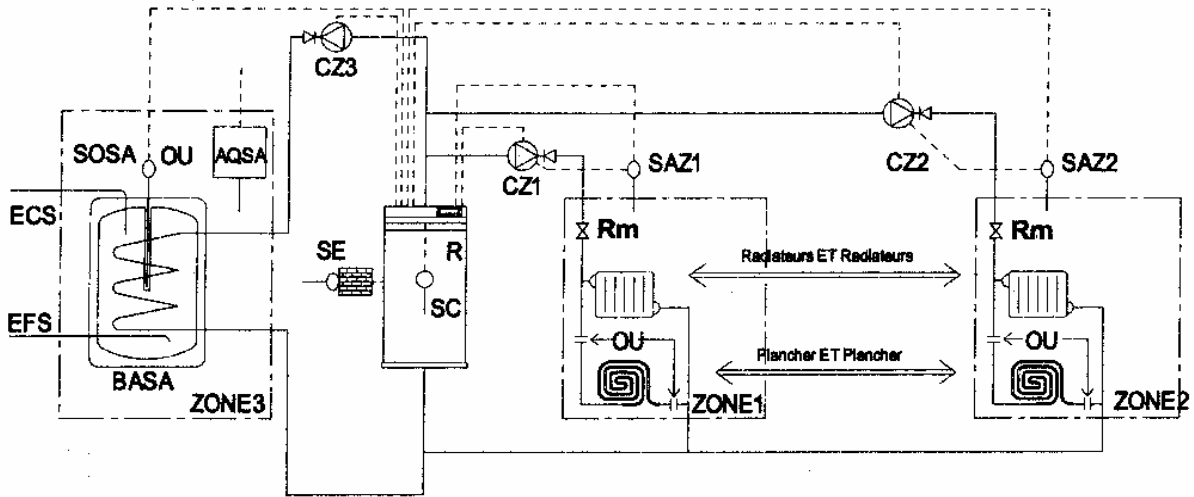 CZ3
SOSA
OU
AQSA
CZ1
SAZ1
CZ2
SAZ2
ECS
Rm
Rm
SE
R
Radiateurs ET Radiateurs
SC
EFS
OU
OU
Plancher ET Plancher
BASA
ZONE3
ZONE1
ZONE2